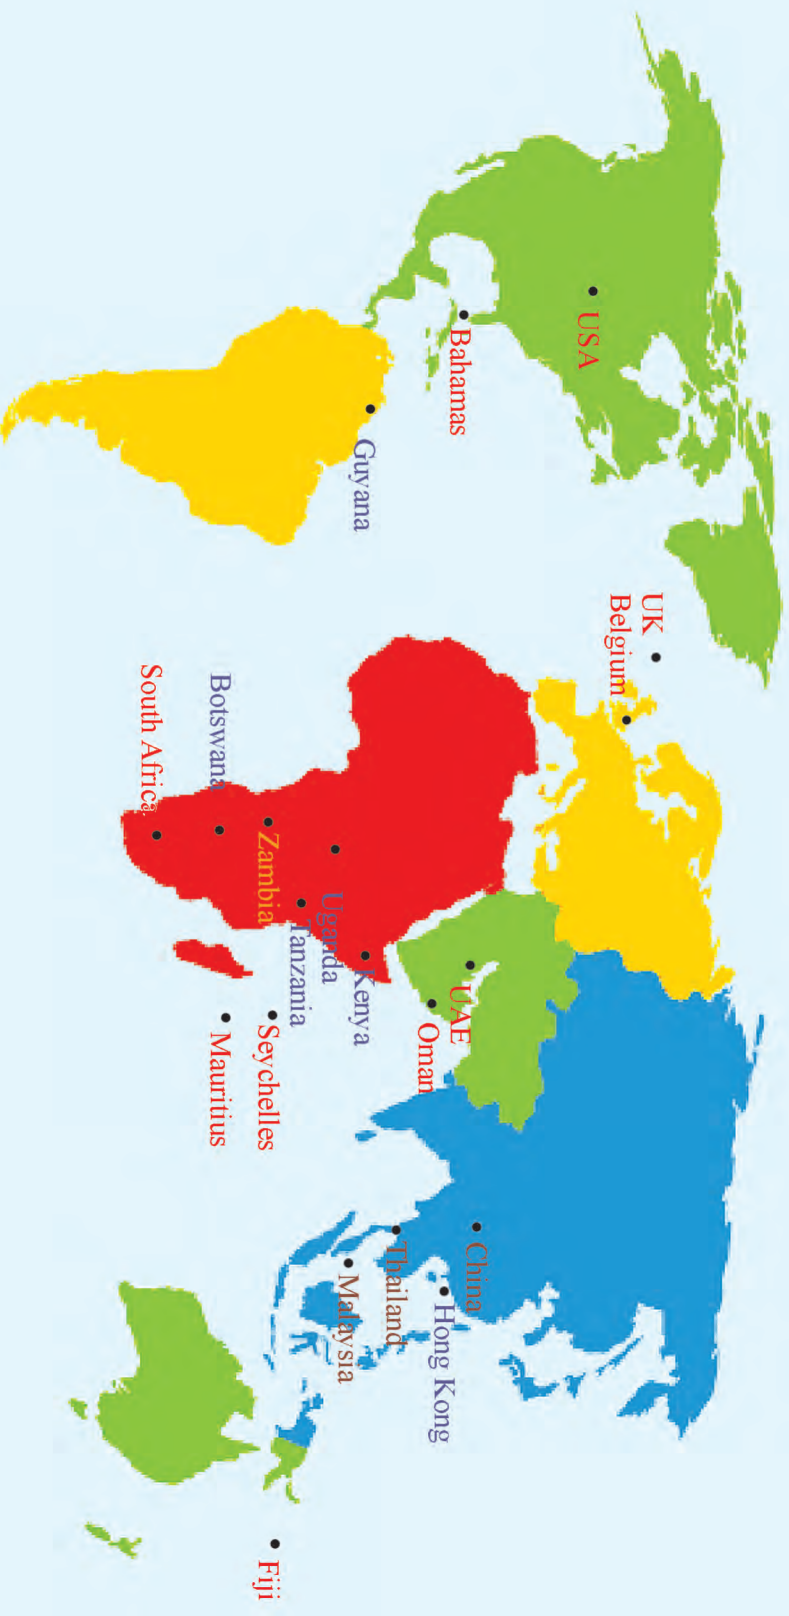 USA
Bahamas
Guyana
UK
Belgium
South Africa
Botswana
Zambia
Uganda
Tanzania
Kenya
UAE
Oman
Seychelles
Mauritius
China
Thailand
Malaysia
Hong Kong
Fiji